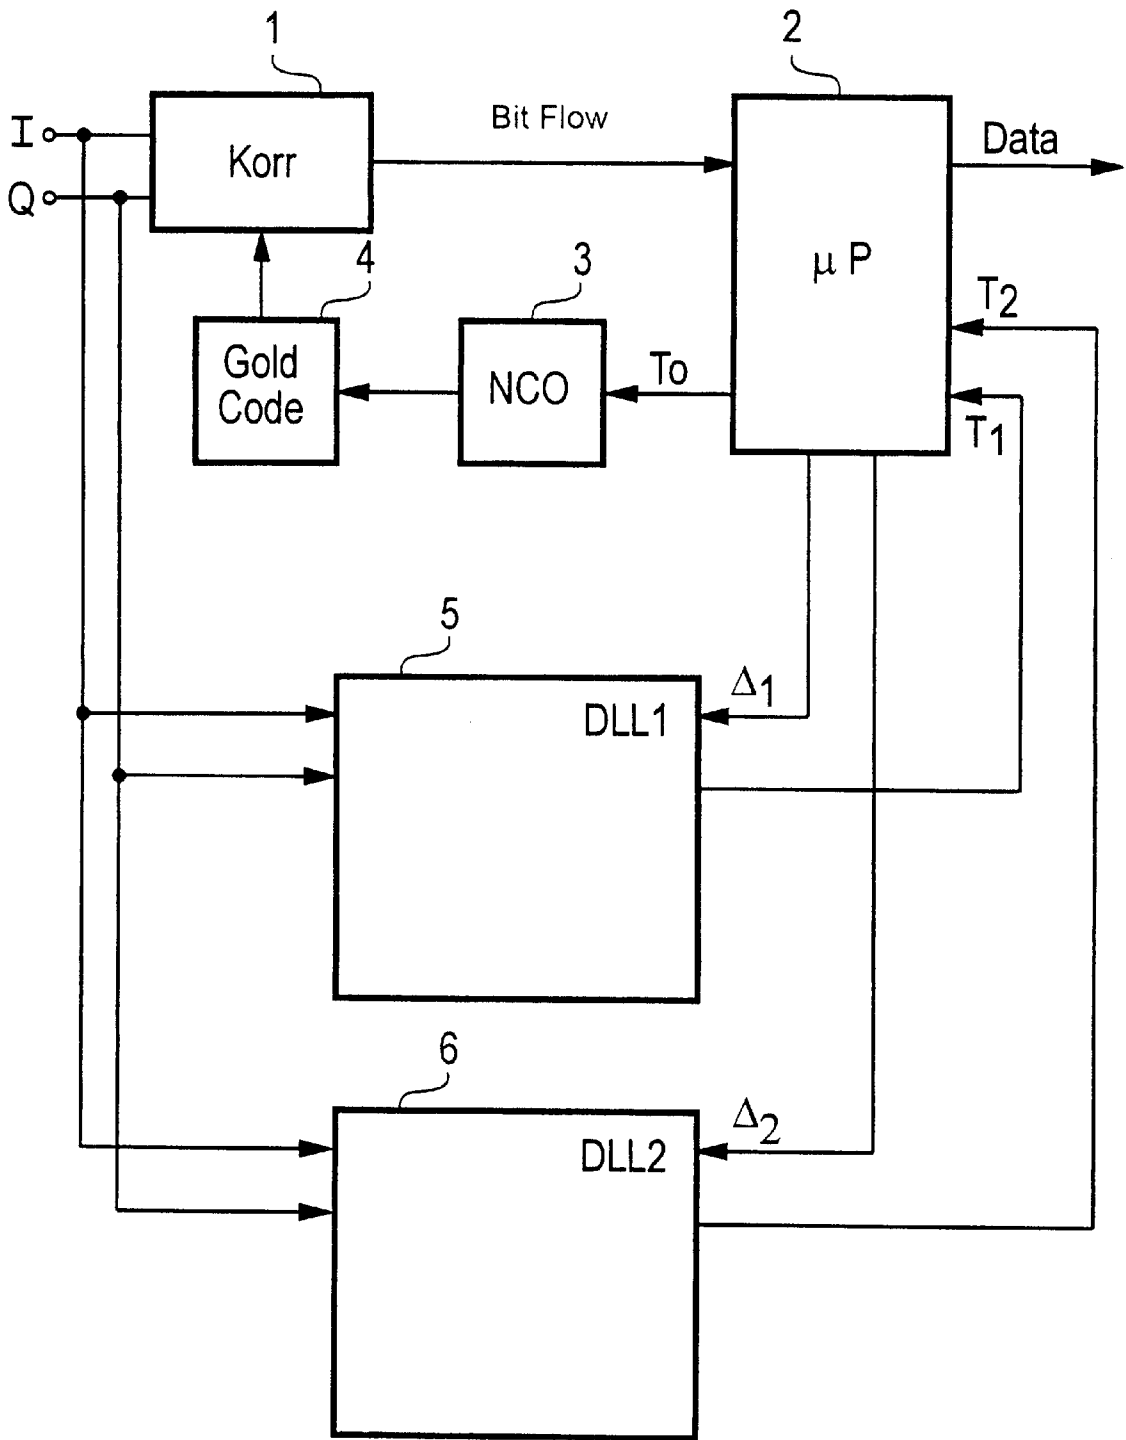 1
2
I
Q
Korr
Bit Flow
Data
μ P
4
3
T2
Gold
Code
NCO
To
T1
5
Δ1
DLL1
6
Δ2
DLL2